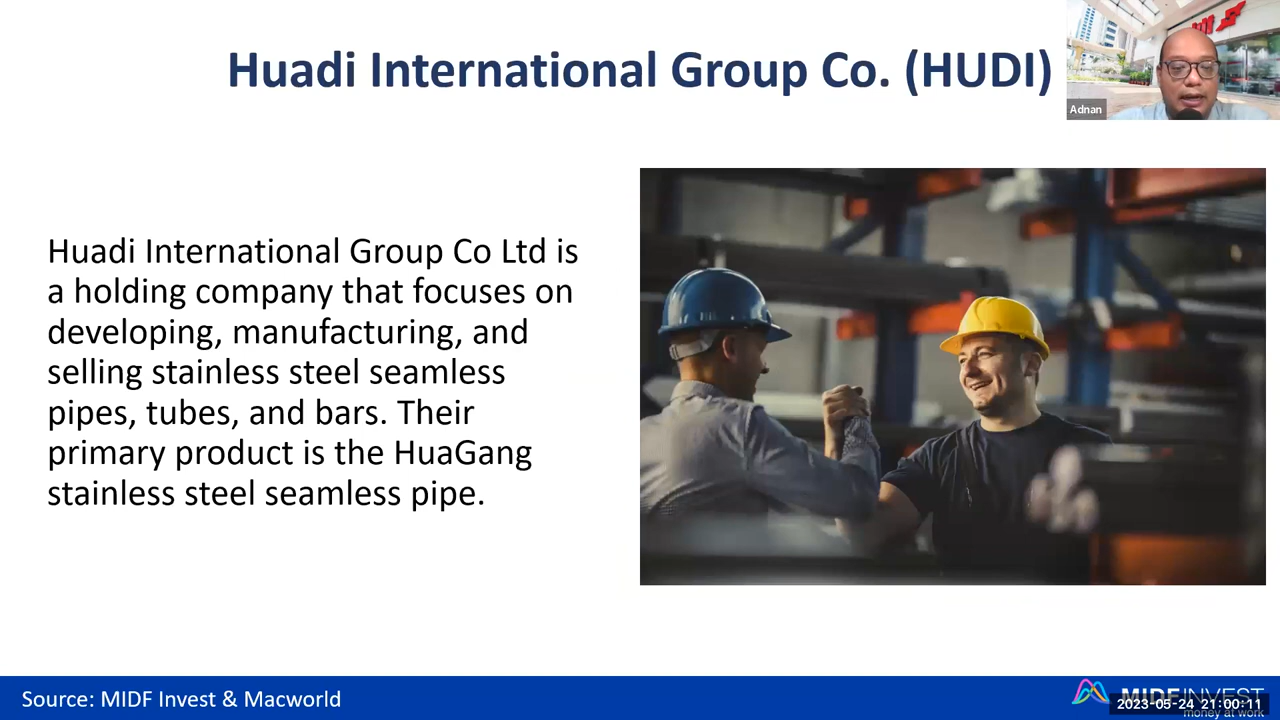 Huadi International Group Co. (HUDI)
Adnan
Huadi International Group Co Ltd is
a holding company that focuses on
developing, manufacturing, and
selling stainless steel seamless
pipes, tubes, and bars. Their
primary product is the HuaGang
stainless steel seamless pipe.
Source: MIDF Invest & Macworld
MIDFINVEST
2023-05-24 21:00:11
money at work